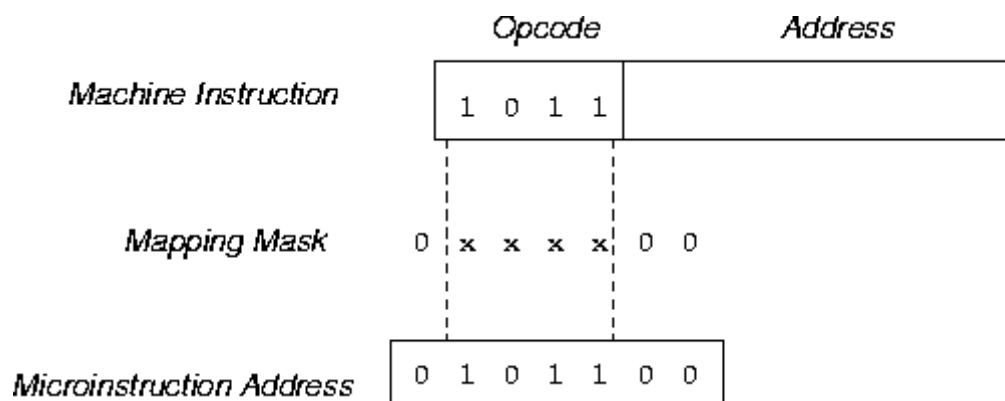 Opcode Address
Machine Instruction 1 0 1 1
Mapping Mask 0 x x x x 0 0
Microinstruction Address 0 1 0 1 1 0 0